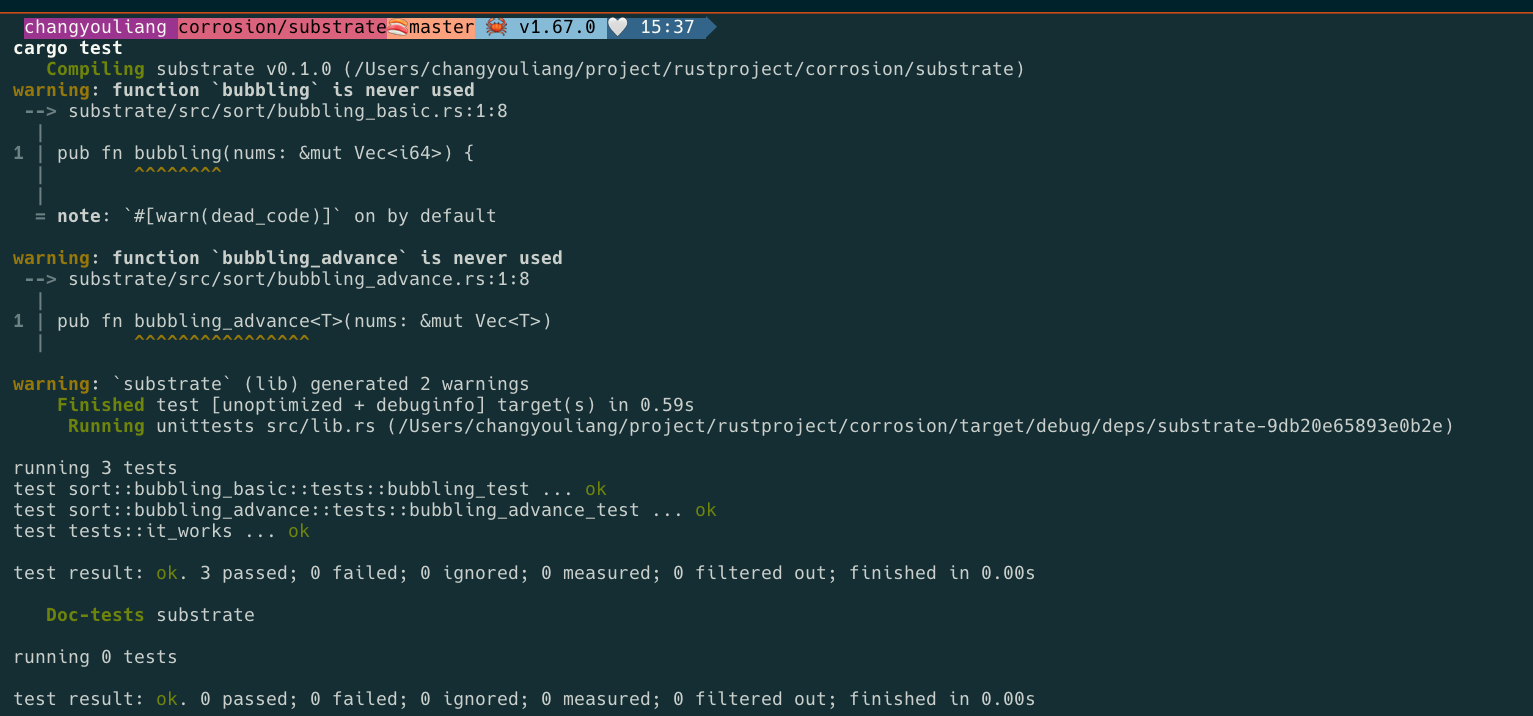 changyouliang corrosion/substrate🍣master 🦀 v1.67.0 🤍 15:37
cargo test
   Compiling substrate v0.1.0 (/Users/changyouliang/project/rustproject/corrosion/substrate)
warning: function `bubbling` is never used
 --> substrate/src/sort/bubbling_basic.rs:1:8
  |
1 | pub fn bubbling(nums: &mut Vec<i64>) {
  |        ^^^^^^^^
  |
  = note: `#[warn(dead_code)]` on by default

warning: function `bubbling_advance` is never used
 --> substrate/src/sort/bubbling_advance.rs:1:8
  |
1 | pub fn bubbling_advance<T>(nums: &mut Vec<T>)
  |        ^^^^^^^^^^^^^^^^

warning: `substrate` (lib) generated 2 warnings
    Finished test [unoptimized + debuginfo] target(s) in 0.59s
     Running unittests src/lib.rs (/Users/changyouliang/project/rustproject/corrosion/target/debug/deps/substrate-9db20e65893e0b2e)

running 3 tests
test sort::bubbling_basic::tests::bubbling_test ... ok
test sort::bubbling_advance::tests::bubbling_advance_test ... ok
test tests::it_works ... ok

test result: ok. 3 passed; 0 failed; 0 ignored; 0 measured; 0 filtered out; finished in 0.00s

   Doc-tests substrate

running 0 tests

test result: ok. 0 passed; 0 failed; 0 ignored; 0 measured; 0 filtered out; finished in 0.00s